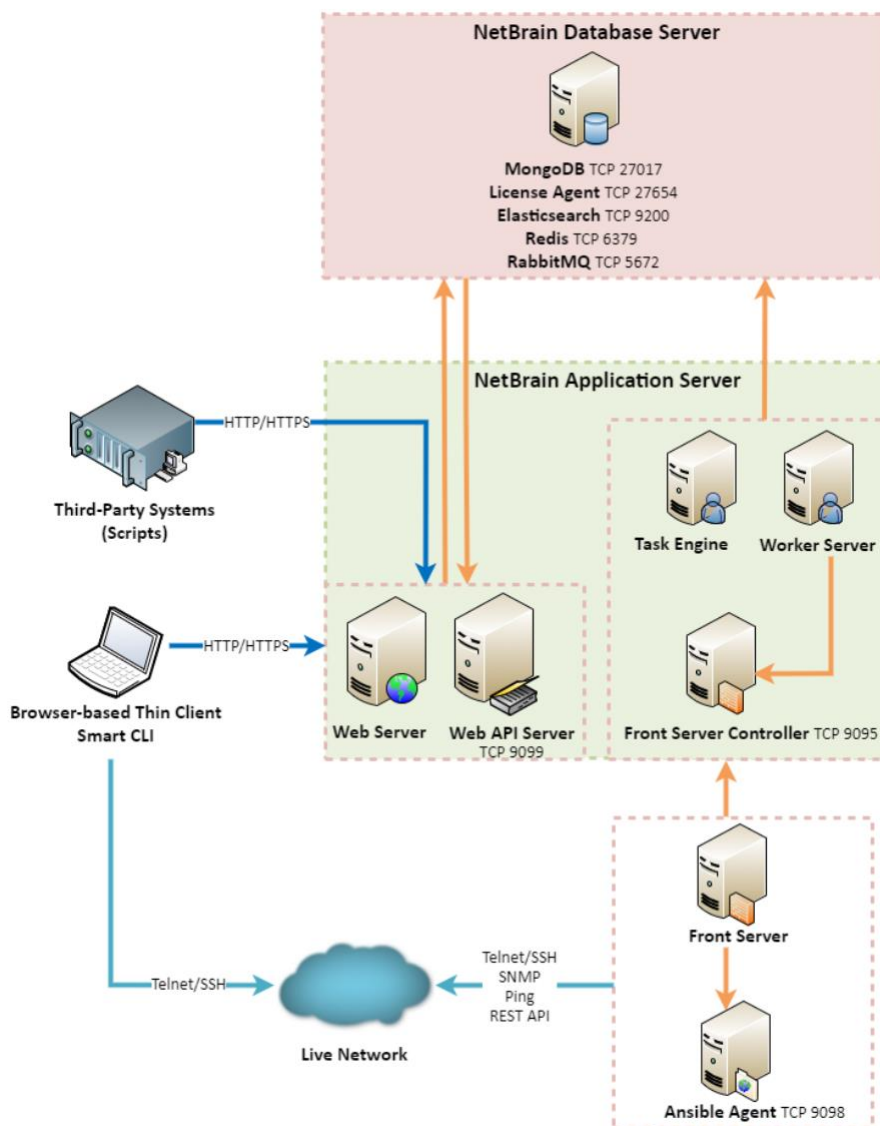 NetBrain Database Server
MongoDB TCP 27017
License Agent TCP 27654
Elasticsearch TCP 9200
Redis TCP 6379
RabbitMQ TCP 5672
NetBrain Application Server
HTTP/HTTPS
Third-Party Systems
(Scripts)
Task Engine
Worker Server
HTTP/HTTPS
Browser-based Thin Client
Smart CLI
Web Server
Web API Server
TCP 9099
Front Server Controller TCP 9095
Front Server
Telnet/SSH
Telnet/SSH
SNMP
Ping
REST API
Live Network
Ansible Agent TCP 9098